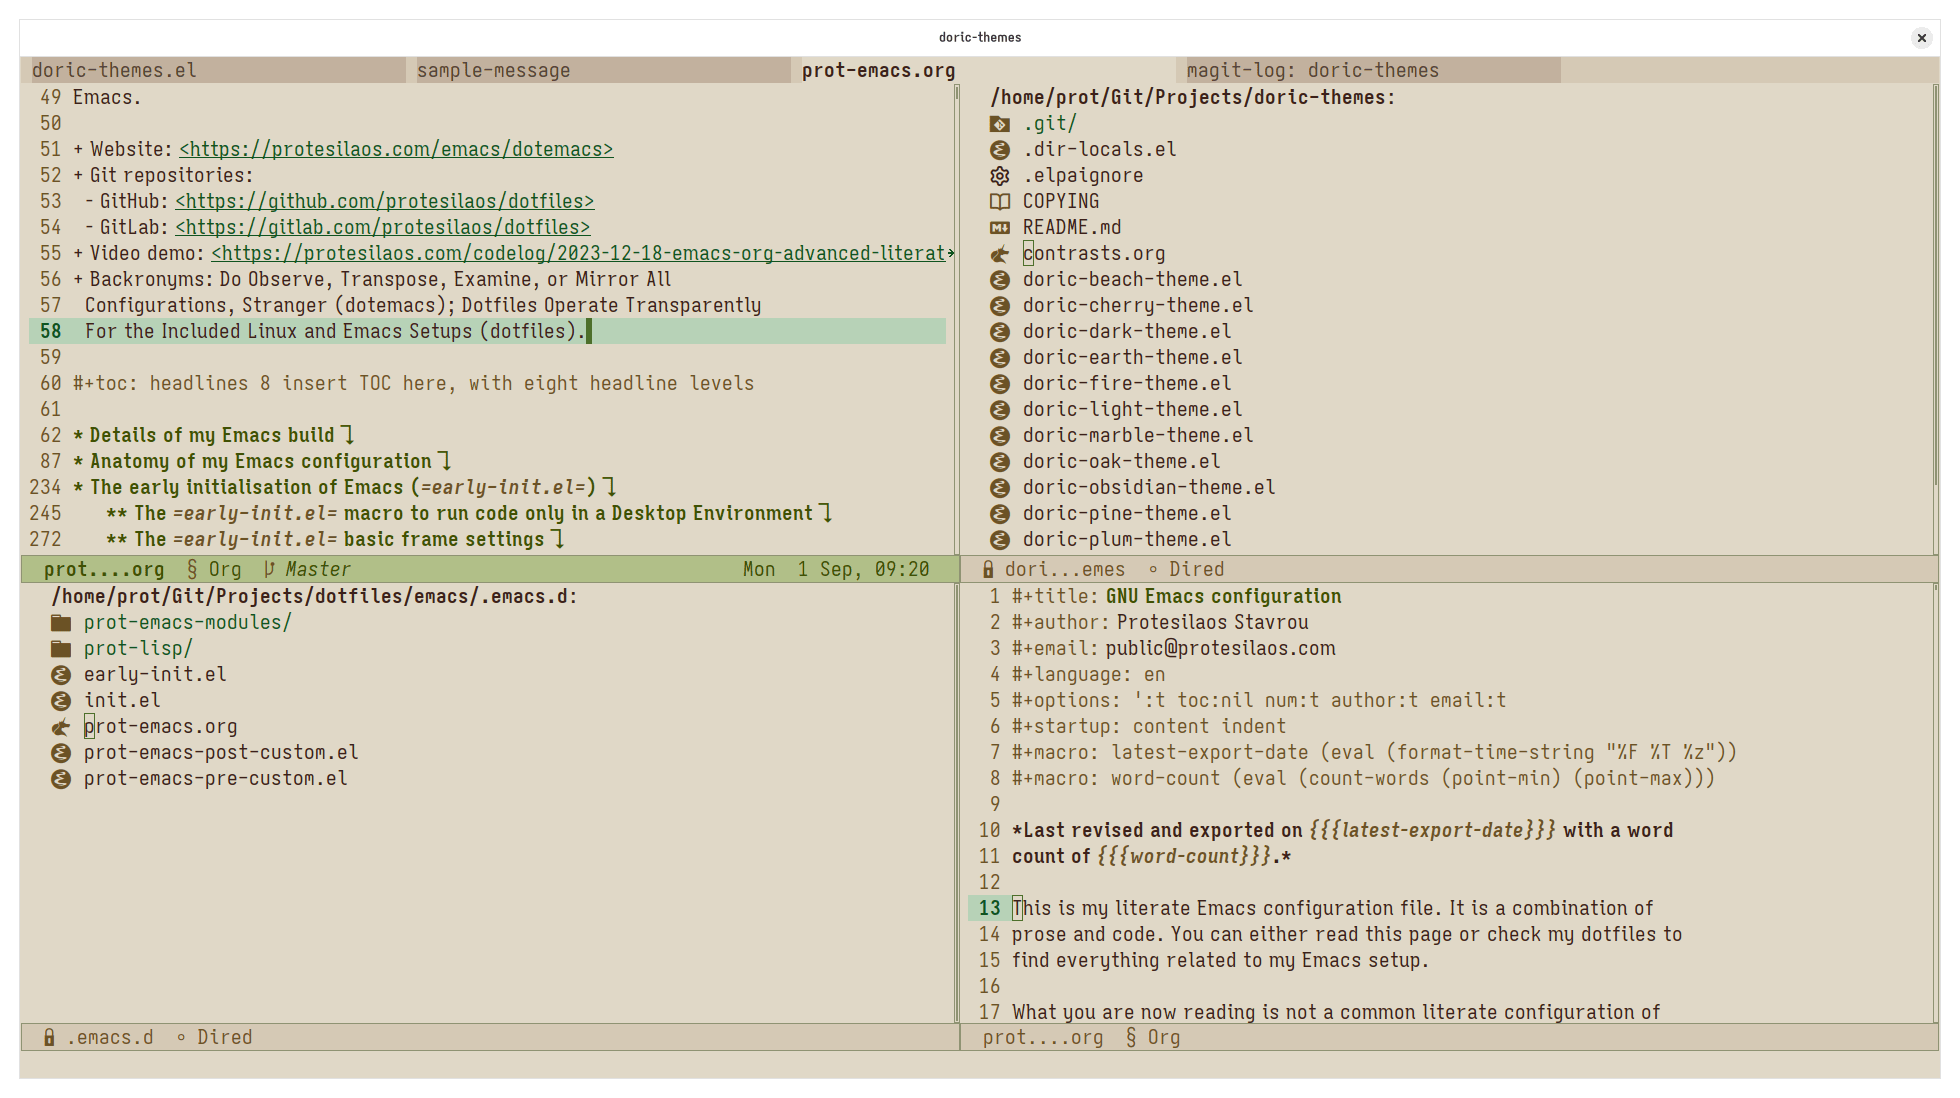 doric-themes
doric-themes.el sample-message prot-emacs.org magit-log: doric-themes
49 Emacs.
50
51 + Website: <https://protesilaos.com/emacs/dotemacs>
52 + Git repositories:
53 - GitHub: <https://github.com/protesilaos/dotfiles>
54 - GitLab: <https://gitlab.com/protesilaos/dotfiles>
55 + Video demo: <https://protesilaos.com/codelog/2023-12-18-emacs-org-advanced-literat→
56 + Backronyms: Do Observe, Transpose, Examine, or Mirror All
57 Configurations, Stranger (dotemacs); Dotfiles Operate Transparently
58 For the Included Linux and Emacs Setups (dotfiles).
59
60 #+toc: headlines 8 insert TOC here, with eight headline levels
61
62 * Details of my Emacs build ⤵
87 * Anatomy of my Emacs configuration ⤵
234 * The early initialisation of Emacs (=early-init.el=) ⤵
245 ** The =early-init.el= macro to run code only in a Desktop Environment ⤵
272 ** The =early-init.el= basic frame settings ⤵
prot....org § Org Master Mon 1 Sep, 09:20
/home/prot/Git/Projects/doric-themes:
.git/
.dir-locals.el
.elpaignore
COPYING
README.md
contrasts.org
doric-beach-theme.el
doric-cherry-theme.el
doric-dark-theme.el
doric-earth-theme.el
doric-fire-theme.el
doric-light-theme.el
doric-marble-theme.el
doric-oak-theme.el
doric-obsidian-theme.el
doric-pine-theme.el
doric-plum-theme.el
dori...emes ∘ Dired
/home/prot/Git/Projects/dotfiles/emacs/.emacs.d:
prot-emacs-modules/
prot-lisp/
early-init.el
init.el
prot-emacs.org
prot-emacs-post-custom.el
prot-emacs-pre-custom.el
.emacs.d ∘ Dired
1 #+title: GNU Emacs configuration
2 #+author: Protesilaos Stavrou
3 #+email: public@protesilaos.com
4 #+language: en
5 #+options: ':t toc:nil num:t author:t email:t
6 #+startup: content indent
7 #+macro: latest-export-date (eval (format-time-string "%F %T %z"))
8 #+macro: word-count (eval (count-words (point-min) (point-max)))
9
10 *Last revised and exported on {{{latest-export-date}}} with a word
11 count of {{{word-count}}}.*
12
13 This is my literate Emacs configuration file. It is a combination of
14 prose and code. You can either read this page or check my dotfiles to
15 find everything related to my Emacs setup.
16
17 What you are now reading is not a common literate configuration of
prot....org § Org